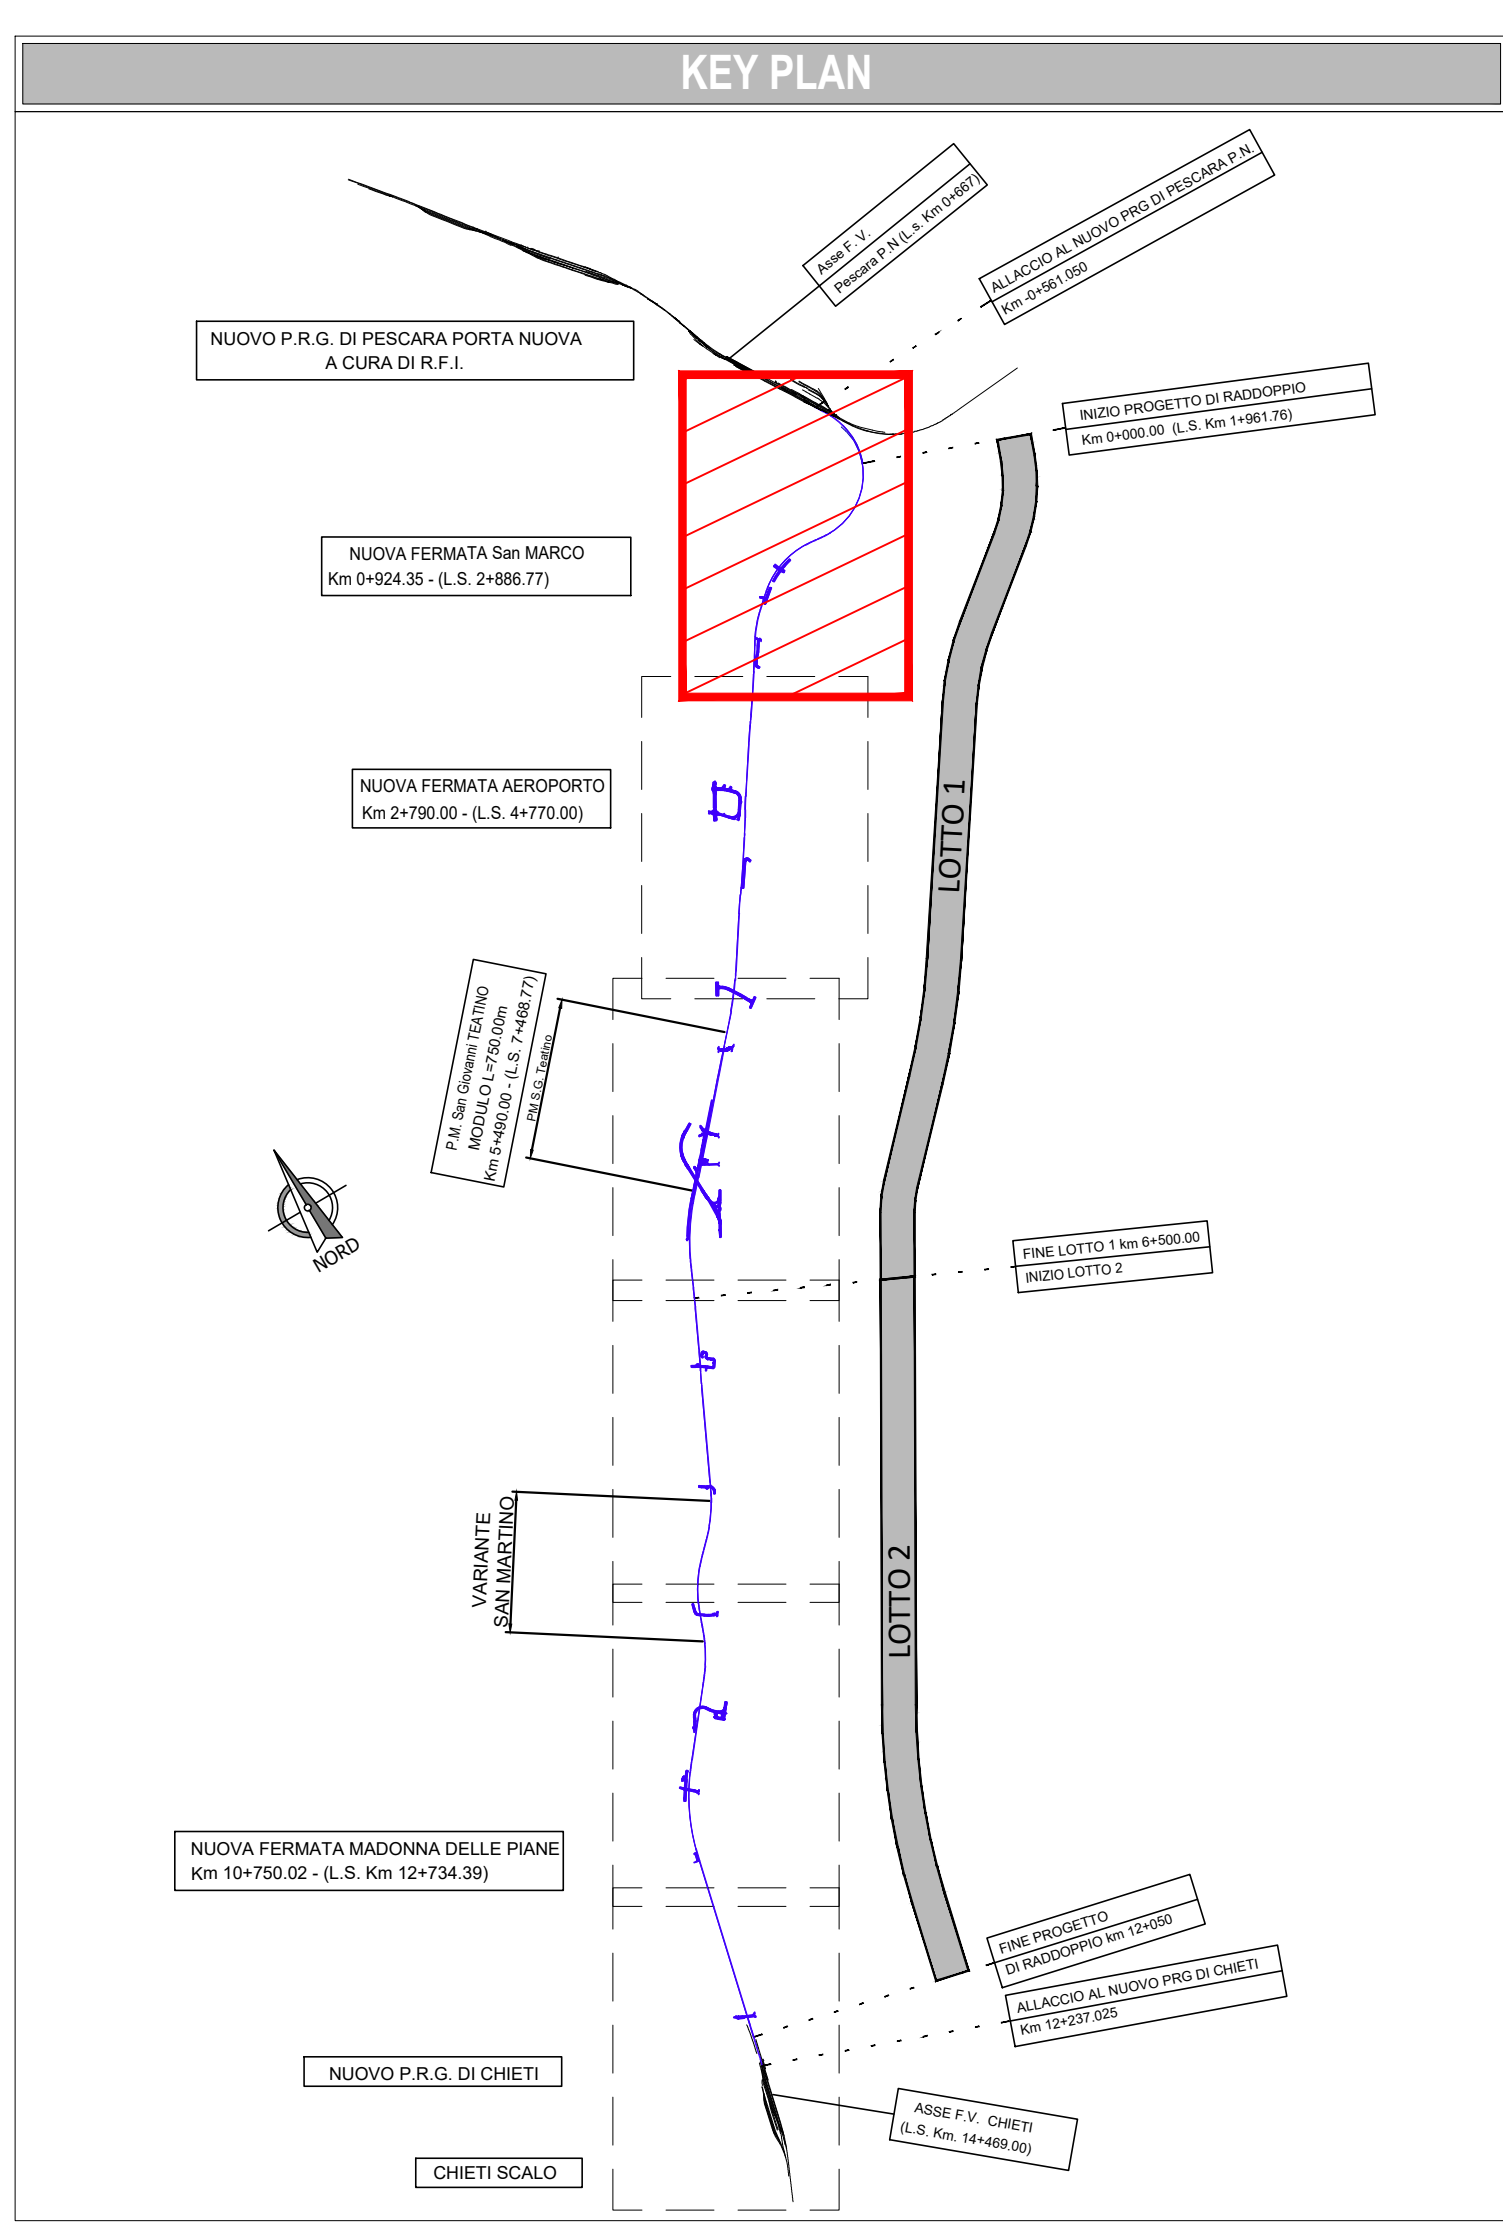 KEY PLAN
Asse F. V.
Pescara P.N (L.s. Km 0+667)
ALLACCIO AL NUOVO PRG DI PESCARA P.N.
Km -0+561.050
NUOVO P.R.G. DI PESCARA PORTA NUOVA
A CURA DI R.F.I.
INIZIO PROGETTO DI RADDOPPIO
Km 0+000.00 (L.S. Km 1+961.76)
NUOVA FERMATA San MARCO
Km 0+924.35 - (L.S. 2+886.77)
NUOVA FERMATA AEROPORTO
Km 2+790.00 - (L.S. 4+770.00)
LOTTO 1
P.M. San Giovanni TEATINO
MODULO L=750.00m
Km 5+490.00 - (L.S. 7+468.77)
PM S.G. Teatino
NORD
FINE LOTTO 1 km 6+500.00
INIZIO LOTTO 2
VARIANTE
SAN MARTINO
LOTTO 2
NUOVA FERMATA MADONNA DELLE PIANE
Km 10+750.02 - (L.S. Km 12+734.39)
FINE PROGETTO
DI RADDOPPIO km 12+050
ALLACCIO AL NUOVO PRG DI CHIETI
Km 12+237.025
NUOVO P.R.G. DI CHIETI
ASSE F.V. CHIETI
(L.S. Km. 14+469.00)
CHIETI SCALO